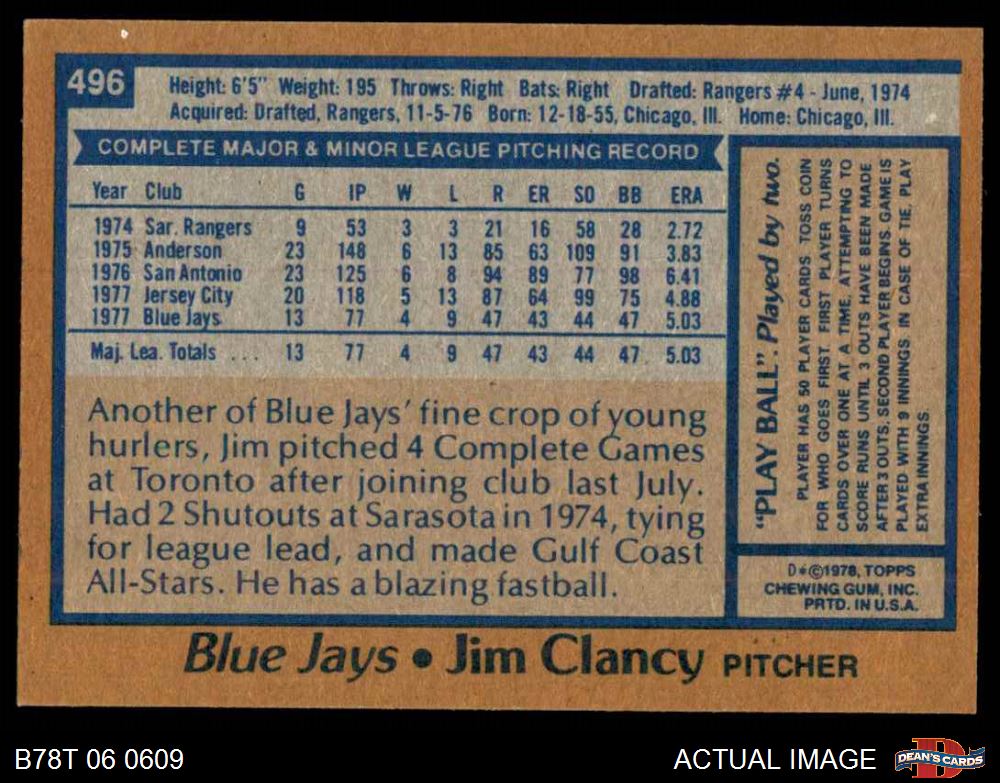 496
Height: 6'5" Weight: 195 Throws: Right Bats: Right Drafted: Rangers #4 - June, 1974
Acquired: Drafted, Rangers, 11-5-76 Born: 12-18-55, Chicago, Ill. Home: Chicago, Ill.
COMPLETE MAJOR & MINOR LEAGUE PITCHING RECORD
Year Club G IP W L R ER SO BB ERA
1974 Sar. Rangers 9 53 3 3 21 16 58 28 2.72
1975 Anderson 23 148 6 13 85 63 109 91 3.83
1976 San Antonio 23 125 6 8 94 89 77 98 6.41
1977 Jersey City 20 118 5 13 87 64 99 75 4.88
1977 Blue Jays 13 77 4 9 47 43 44 47 5.03
Maj. Lea. Totals ... 13 77 4 9 47 43 44 47 5.03
Another of Blue Jays' fine crop of young
hurlers, Jim pitched 4 Complete Games
at Toronto after joining club last July.
Had 2 Shutouts at Sarasota in 1974, tying
for league lead, and made Gulf Coast
All-Stars. He has a blazing fastball.
"PLAY BALL". Played by two.
PLAYER HAS 50 PLAYER CARDS TOSS COIN
FOR WHO GOES FIRST. FIRST PLAYER TURNS
CARDS OVER ONE AT A TIME, ATTEMPTING TO
SCORE RUNS UNTIL 3 OUTS HAVE BEEN MADE
AFTER 3 OUTS, SECOND PLAYER BEGINS. GAME IS
PLAYED WITH 9 INNINGS. IN CASE OF TIE, PLAY
EXTRA INNINGS.
D*©1978, TOPPS
CHEWING GUM, INC.
PRTD. IN U.S.A.
Blue Jays • Jim Clancy PITCHER
B78T 06 0609
ACTUAL IMAGE
D
DEAN'S CARDS